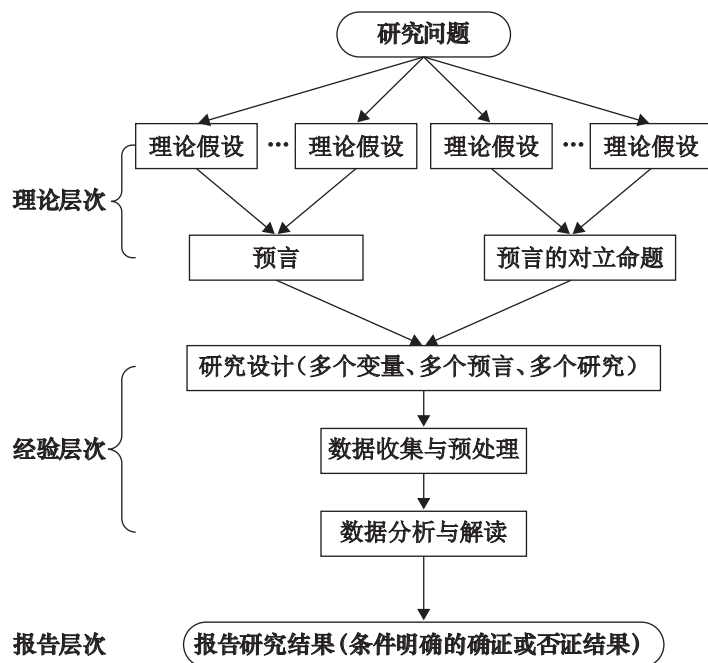 研究问题
理论假设 … 理论假设 理论假设 … 理论假设
理论层次
预言 预言的对立命题
研究设计(多个变量、多个预言、多个研究)
经验层次
数据收集与预处理
数据分析与解读
报告层次 报告研究结果(条件明确的确证或否证结果)